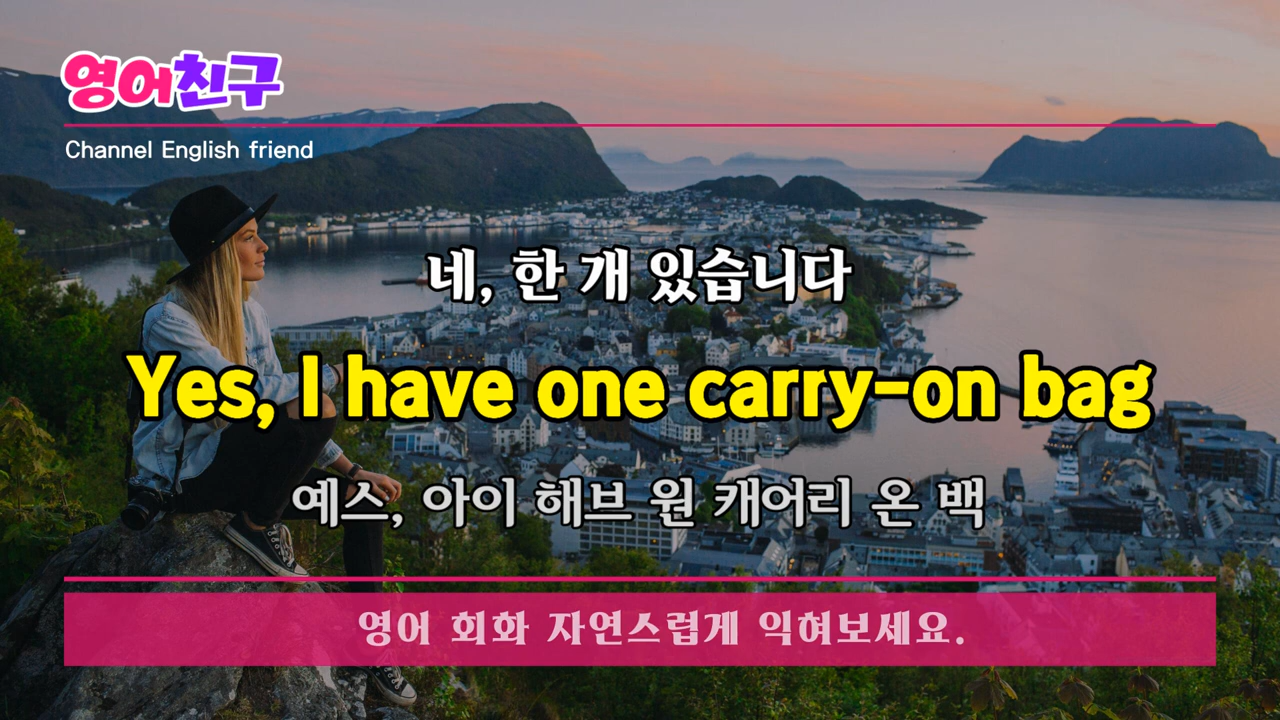 영어친구
Channel English friend
네, 한 개 있습니다
Yes, I have one carry-on bag
예스, 아이 해브 원 캐어리 온 백
영어 회화 자연스럽게 익혀보세요.